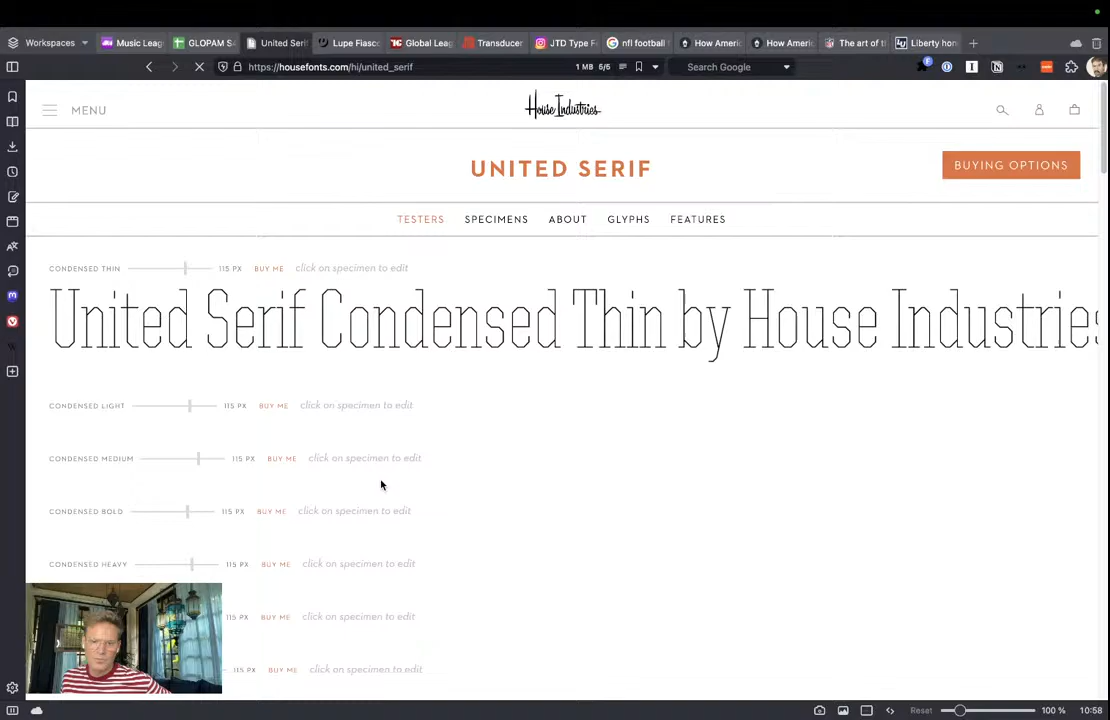 Workspaces
Music Leag
GLOPAM SA
United Serif
Lupe Fiasco
Global Leag
Transducer
JTD Type F
nfl football
How Americ
How Americ
The art of t
Liberty hon
https://housefonts.com/hi/united_serif
1 MB 5/5
Search Google
MENU
House Industries
UNITED SERIF
BUYING OPTIONS
TESTERS
SPECIMENS
ABOUT
GLYPHS
FEATURES
CONDENSED THIN 115 PX BUY ME click on specimen to edit
United Serif Condensed Thin by House Industries
CONDENSED LIGHT 115 PX BUY ME click on specimen to edit
CONDENSED MEDIUM 115 PX BUY ME click on specimen to edit
CONDENSED BOLD 115 PX BUY ME click on specimen to edit
CONDENSED HEAVY 115 PX BUY ME click on specimen to edit
115 PX BUY ME click on specimen to edit
115 PX BUY ME click on specimen to edit
Reset
100 %
10:58